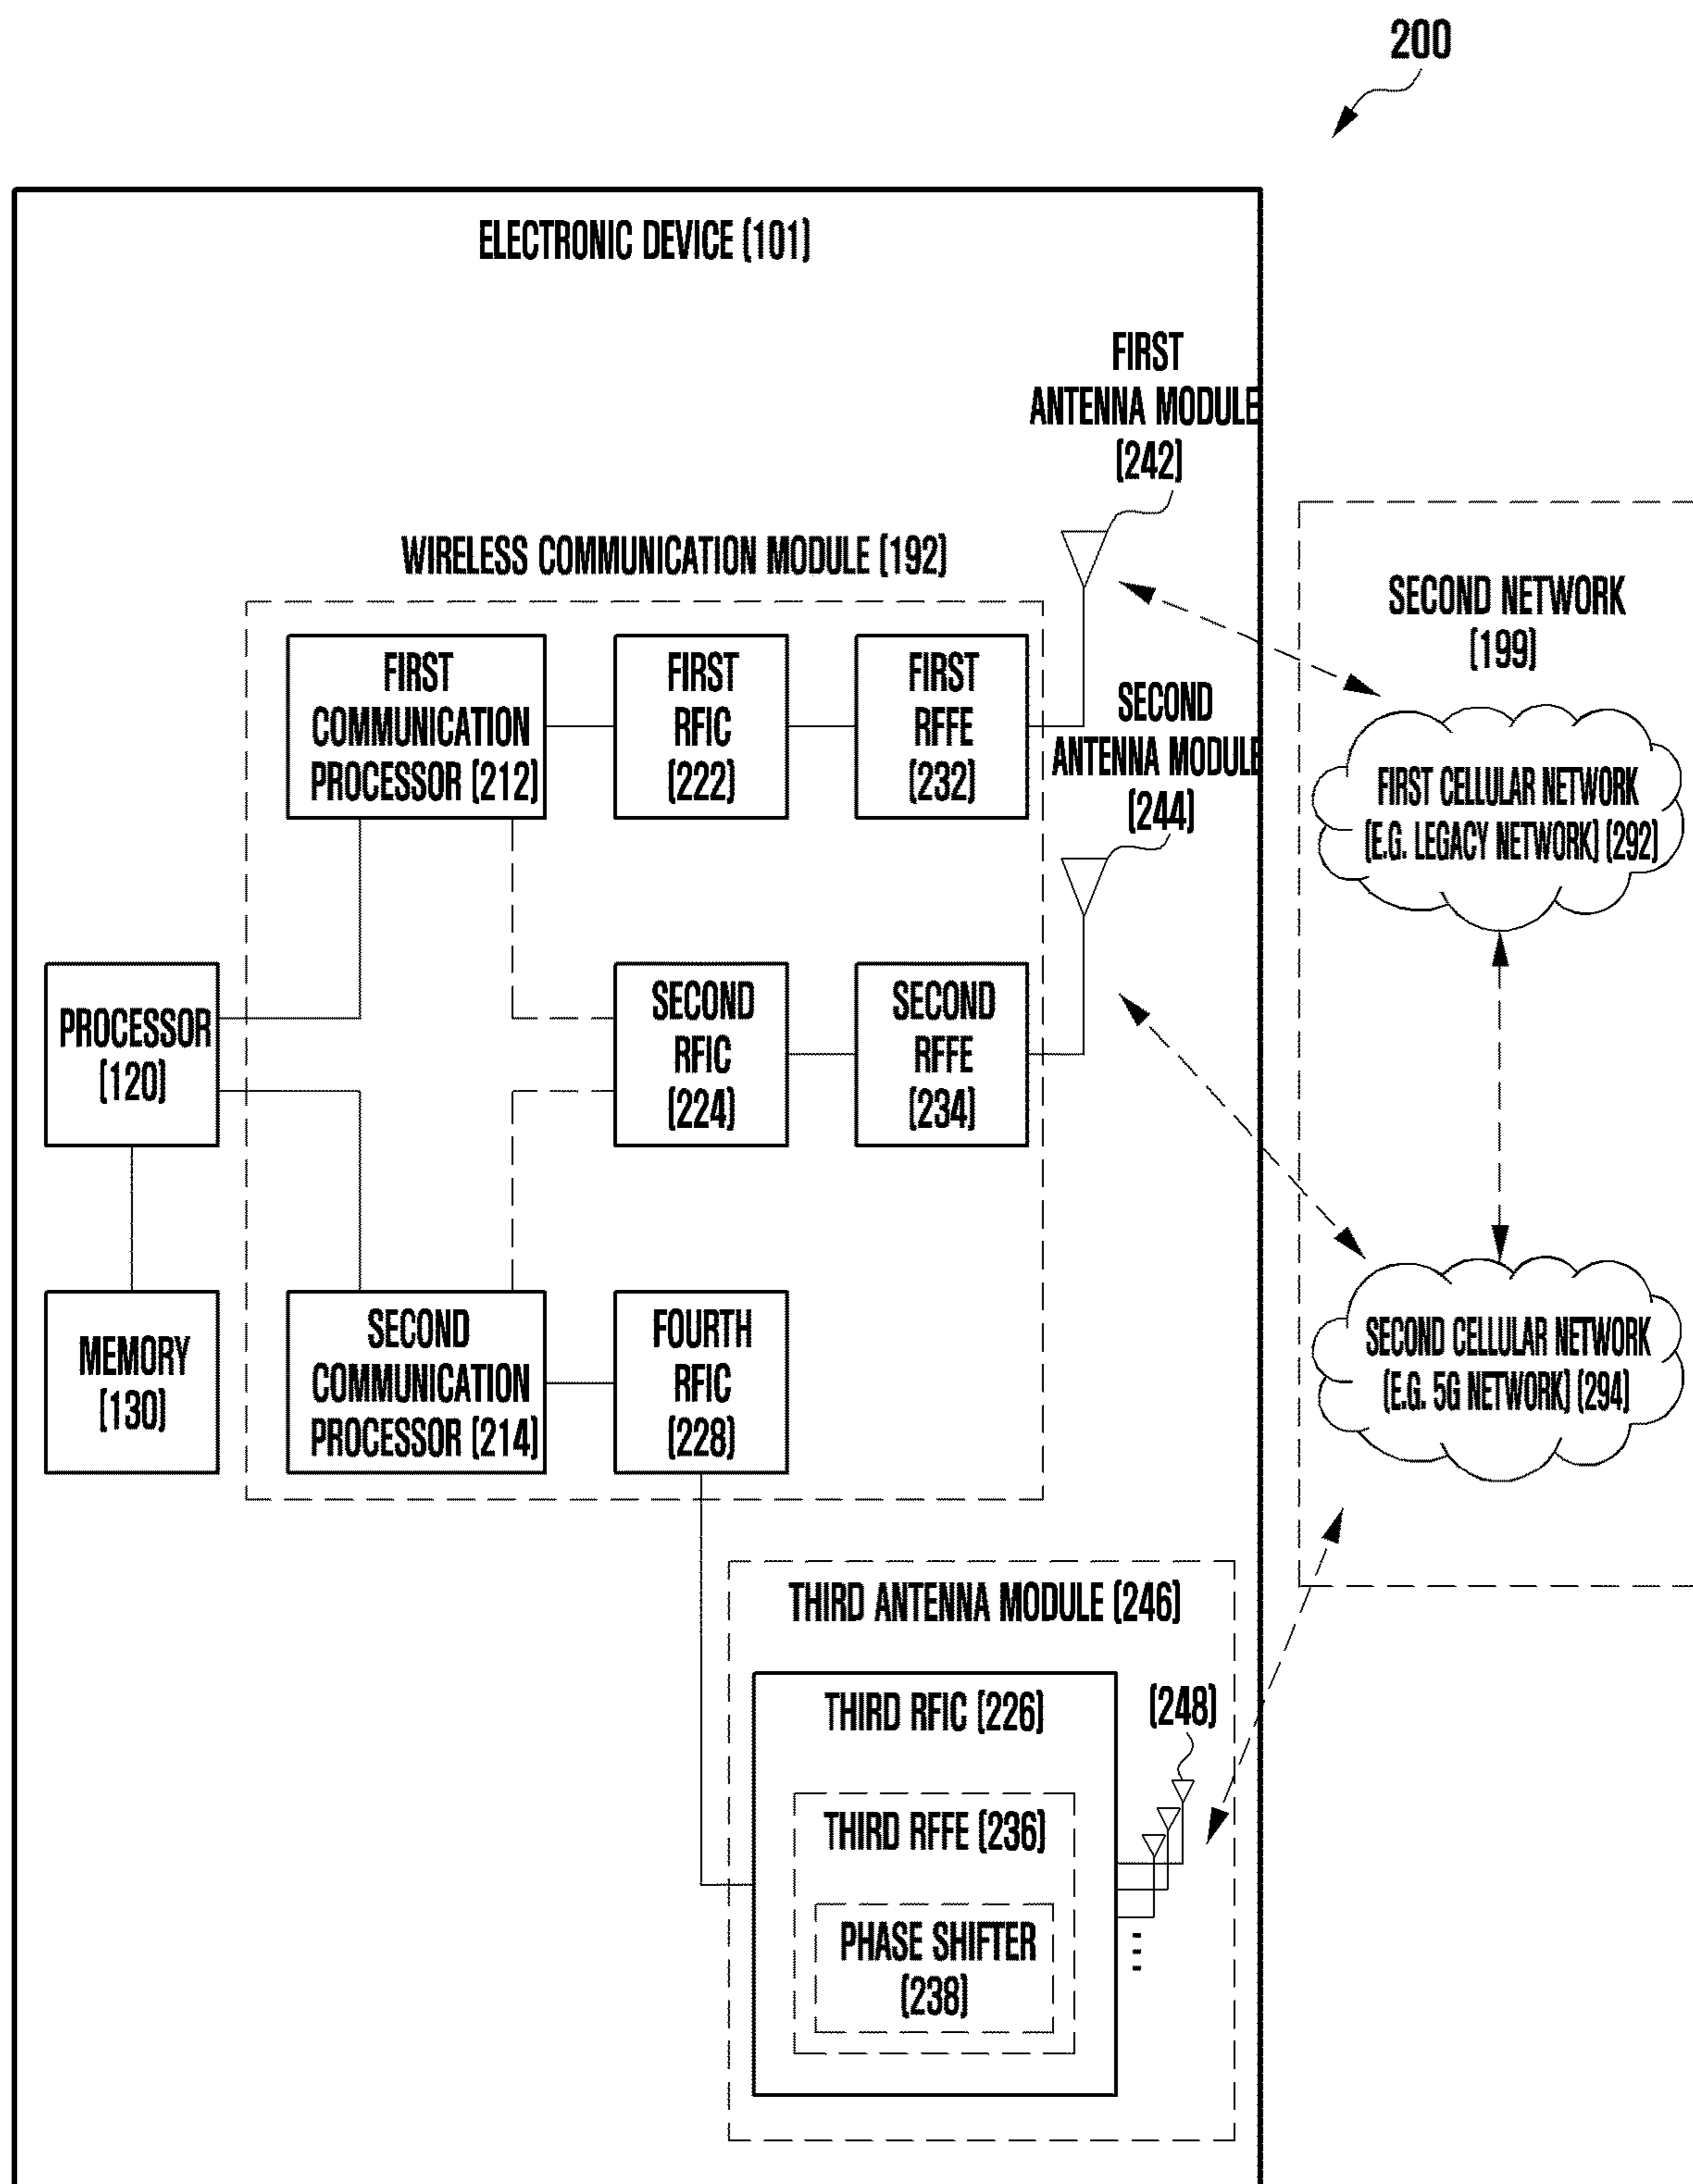 200
ELECTRONIC DEVICE (101)
FIRST
ANTENNA MODULE
(242)
WIRELESS COMMUNICATION MODULE (192)
FIRST
COMMUNICATION
PROCESSOR (212)
FIRST
RFIC
(222)
FIRST
RFFE
(232)
SECOND
ANTENNA MODULE
(244)
SECOND NETWORK
(199)
FIRST CELLULAR NETWORK
(E.G. LEGACY NETWORK) (292)
PROCESSOR
(120)
SECOND
RFIC
(224)
SECOND
RFFE
(234)
MEMORY
(130)
SECOND
COMMUNICATION
PROCESSOR (214)
FOURTH
RFIC
(228)
SECOND CELLULAR NETWORK
(E.G. 5G NETWORK) (294)
THIRD ANTENNA MODULE (246)
THIRD RFIC (226)
(248)
THIRD RFFE (236)
PHASE SHIFTER
(238)